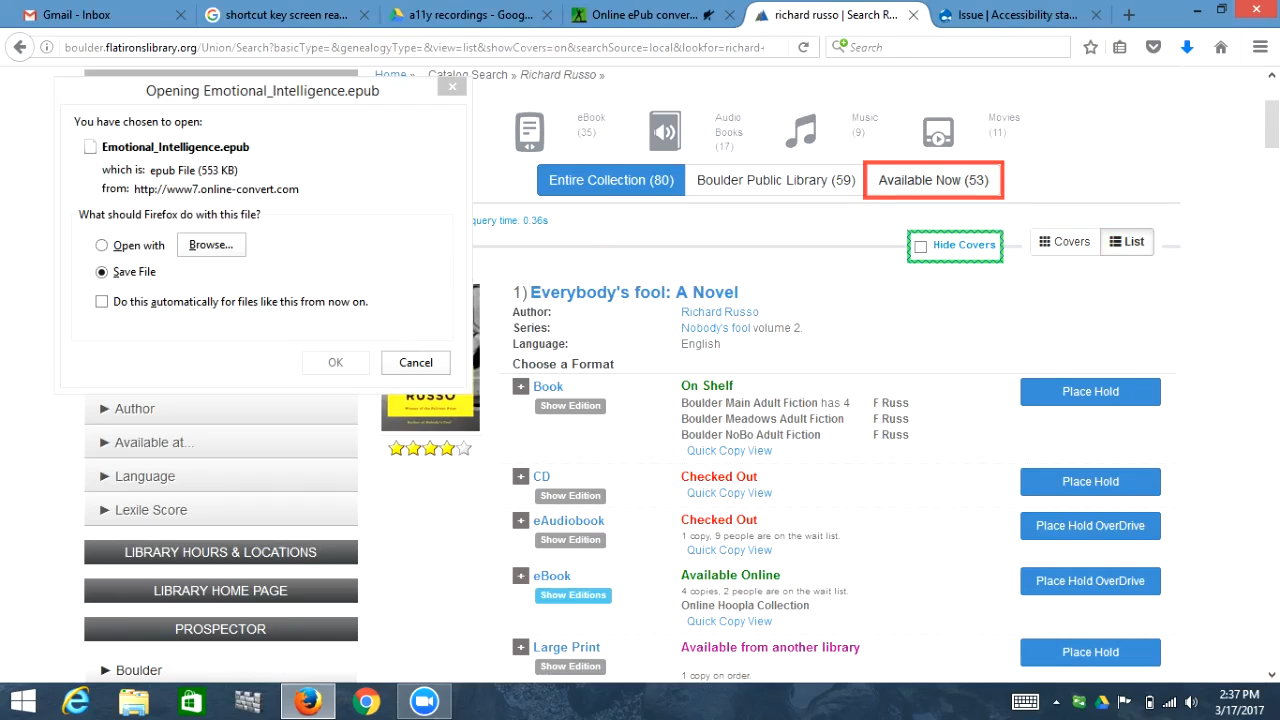 Gmail - Inbox
Emotional-key concepts-...
a11y recordings - Goog...
Online ePub convert...
narsici | Richard Russo | ...
Issue | Accessibility sta...
boulder.flatironslibrary.org/Union/Search?basicType=&genealogyType=&view=list&showCovers=on&searchSource=local&lookfor=richard-
Search
Home » Catalog Search » Richard Russo »
Opening Emotional_Intelligence.epub
You have chosen to open:
Emotional_Intelligence.epub
which is: epub File (553 KB)
from: http://www7.online-convert.com
What should Firefox do with this file?
Open with
Browse...
Save File
Do this automatically for files like this from now on.
OK
Cancel
eBook
(35)
Audio
Books
(17)
Music
(9)
Movies
(11)
Entire Collection (80)
Boulder Public Library (59)
Available Now (53)
query time: 0.36s
Hide Covers
Covers
List
1) Everybody's fool: A Novel
Author: Richard Russo
Series: Nobody's fool volume 2.
Language: English
Choose a Format
Book On Shelf Place Hold
Show Edition Boulder Main Adult Fiction has 4 F Russ
Boulder Meadows Adult Fiction F Russ
Boulder NoBo Adult Fiction F Russ
Quick Copy View
CD Checked Out Place Hold
Show Edition Quick Copy View
eAudiobook Checked Out Place Hold OverDrive
Show Edition 1 copy, 9 people are on the wait list.
Quick Copy View
eBook Available Online Place Hold OverDrive
Show Editions 4 copies, 2 people are on the wait list.
Online Hoopla Collection
Quick Copy View
Large Print Available from another library Place Hold
Show Edition 1 copy on order.
RUSSO
Author
Available at...
Language
Lexile Score
LIBRARY HOURS & LOCATIONS
LIBRARY HOME PAGE
PROSPECTOR
Boulder
2:37 PM
3/17/2017